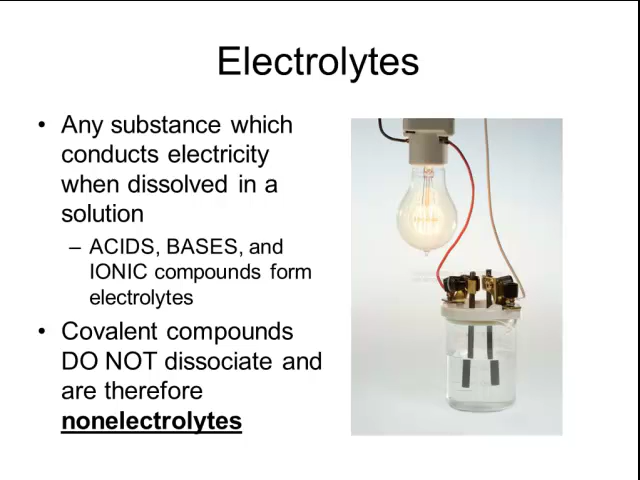 Electrolytes
• Any substance which
conducts electricity
when dissolved in a
solution
– ACIDS, BASES, and
IONIC compounds form
electrolytes
• Covalent compounds
DO NOT dissociate and
are therefore
nonelectrolytes